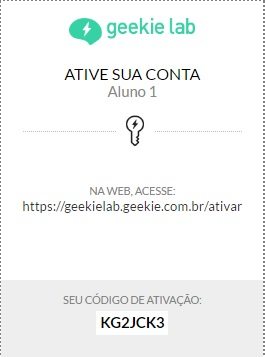 geekie lab
ATIVE SUA CONTA
Aluno 1
NA WEB, ACESSE:
https://geekielab.geekie.com.br/ativar
SEU CÓDIGO DE ATIVAÇÃO:
KG2JCK3